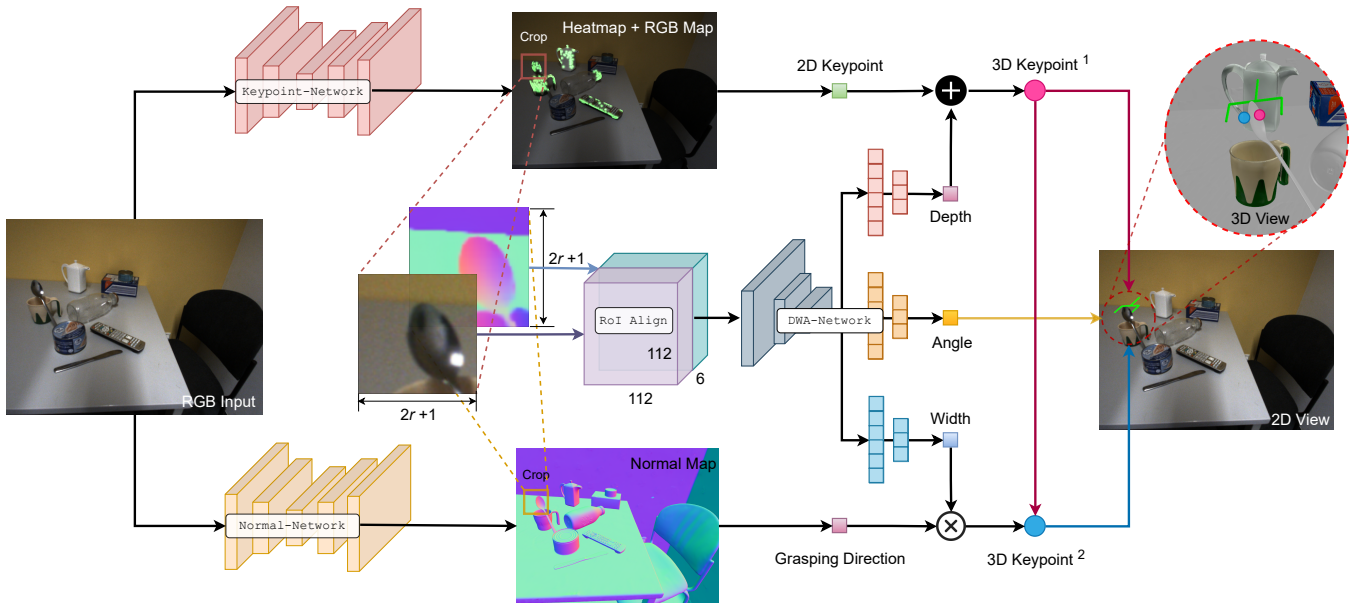 Keypoint-Network
Crop
Heatmap + RGB Map
2D Keypoint
3D Keypoint 1
3D View
Depth
RGB Input
2r +1
2r +1
RoI Align
112
112
6
DWA-Network
Angle
2D View
Width
Normal-Network
Crop
Normal Map
Grasping Direction
3D Keypoint 2